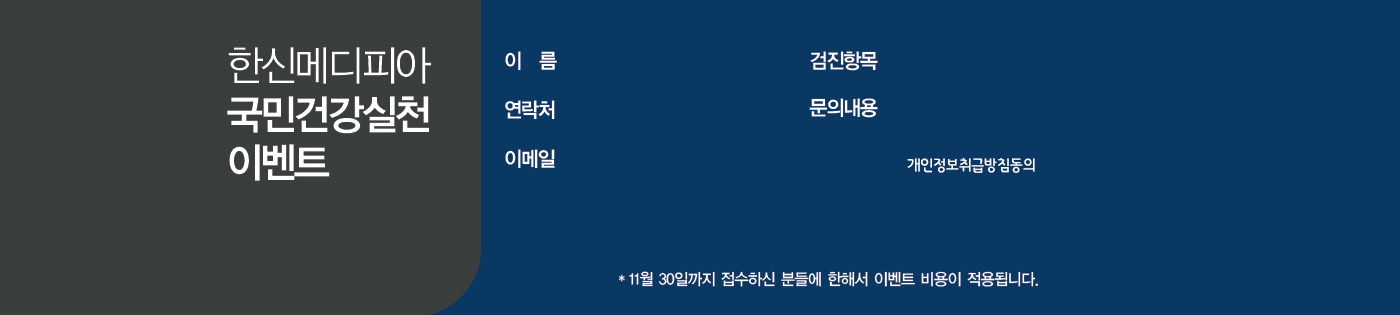 한신메디피아
국민건강실천
이벤트
이 름
연락처
이메일
검진항목
문의내용
개인정보취급방침동의
* 11월 30일까지 접수하신 분들에 한해서 이벤트 비용이 적용됩니다.